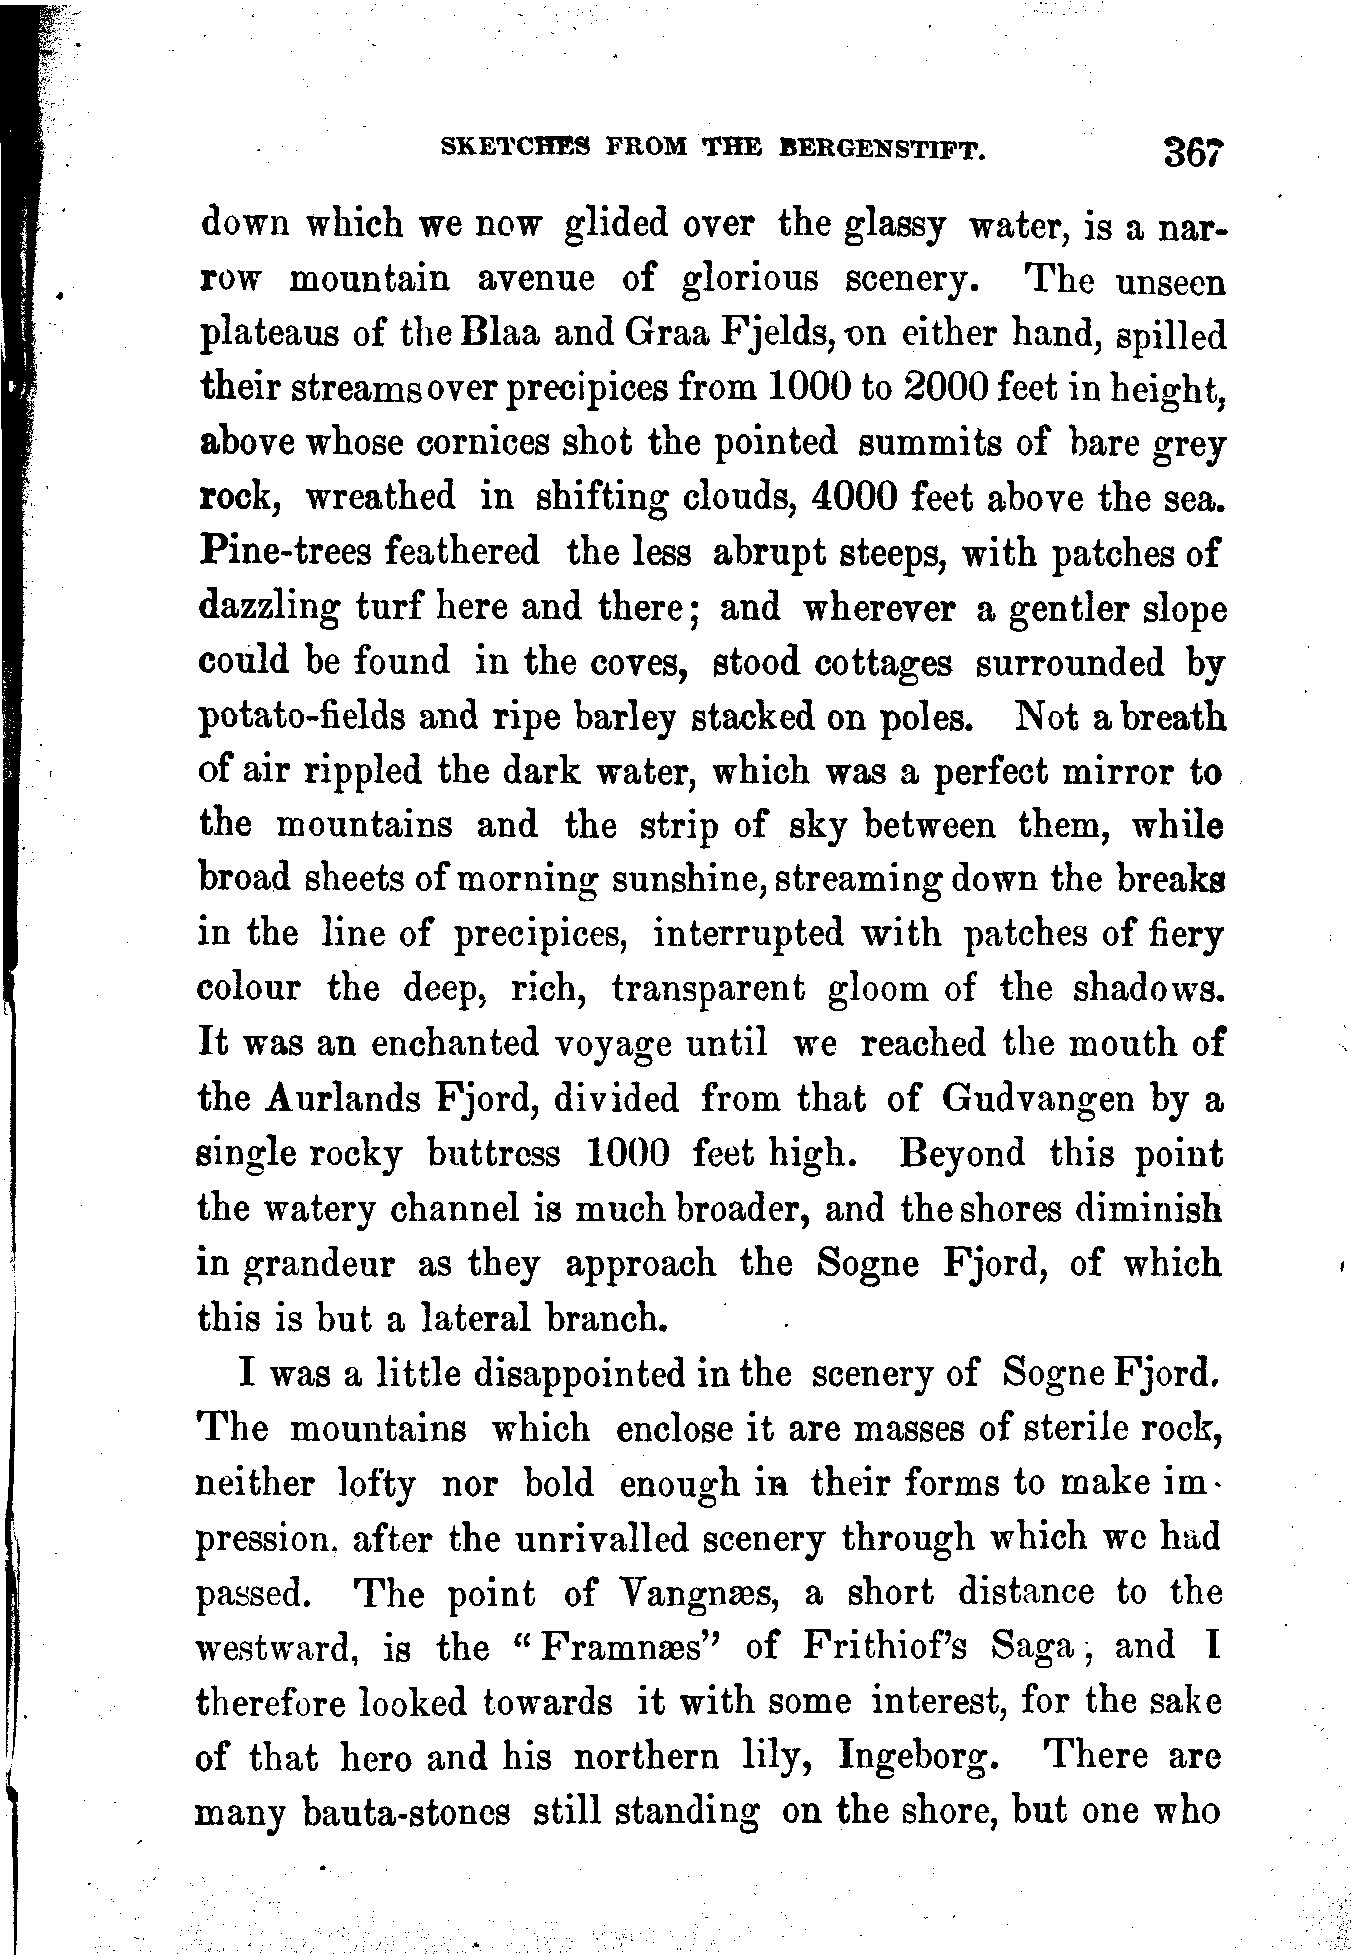 SKETCHES FROM THE BERGENSTIFT. 367
down which we now glided over the glassy water, is a nar-
row mountain avenue of glorious scenery. The unseen
plateaus of the Blaa and Graa Fjelds, on either hand, spilled
their streams over precipices from 1000 to 2000 feet in height,
above whose cornices shot the pointed summits of bare grey
rock, wreathed in shifting clouds, 4000 feet above the sea.
Pine-trees feathered the less abrupt steeps, with patches of
dazzling turf here and there; and wherever a gentler slope
could be found in the coves, stood cottages surrounded by
potato-fields and ripe barley stacked on poles. Not a breath
of air rippled the dark water, which was a perfect mirror to
the mountains and the strip of sky between them, while
broad sheets of morning sunshine, streaming down the breaks
in the line of precipices, interrupted with patches of fiery
colour the deep, rich, transparent gloom of the shadows.
It was an enchanted voyage until we reached the mouth of
the Aurlands Fjord, divided from that of Gudvangen by a
single rocky buttress 1000 feet high. Beyond this point
the watery channel is much broader, and the shores diminish
in grandeur as they approach the Sogne Fjord, of which
this is but a lateral branch.
I was a little disappointed in the scenery of Sogne Fjord.
The mountains which enclose it are masses of sterile rock,
neither lofty nor bold enough in their forms to make im-
pression. after the unrivalled scenery through which we had
passed. The point of Vangnæs, a short distance to the
westward, is the "Framnæs" of Frithiof's Saga; and I
therefore looked towards it with some interest, for the sake
of that hero and his northern lily, Ingeborg. There are
many bauta-stones still standing on the shore, but one who